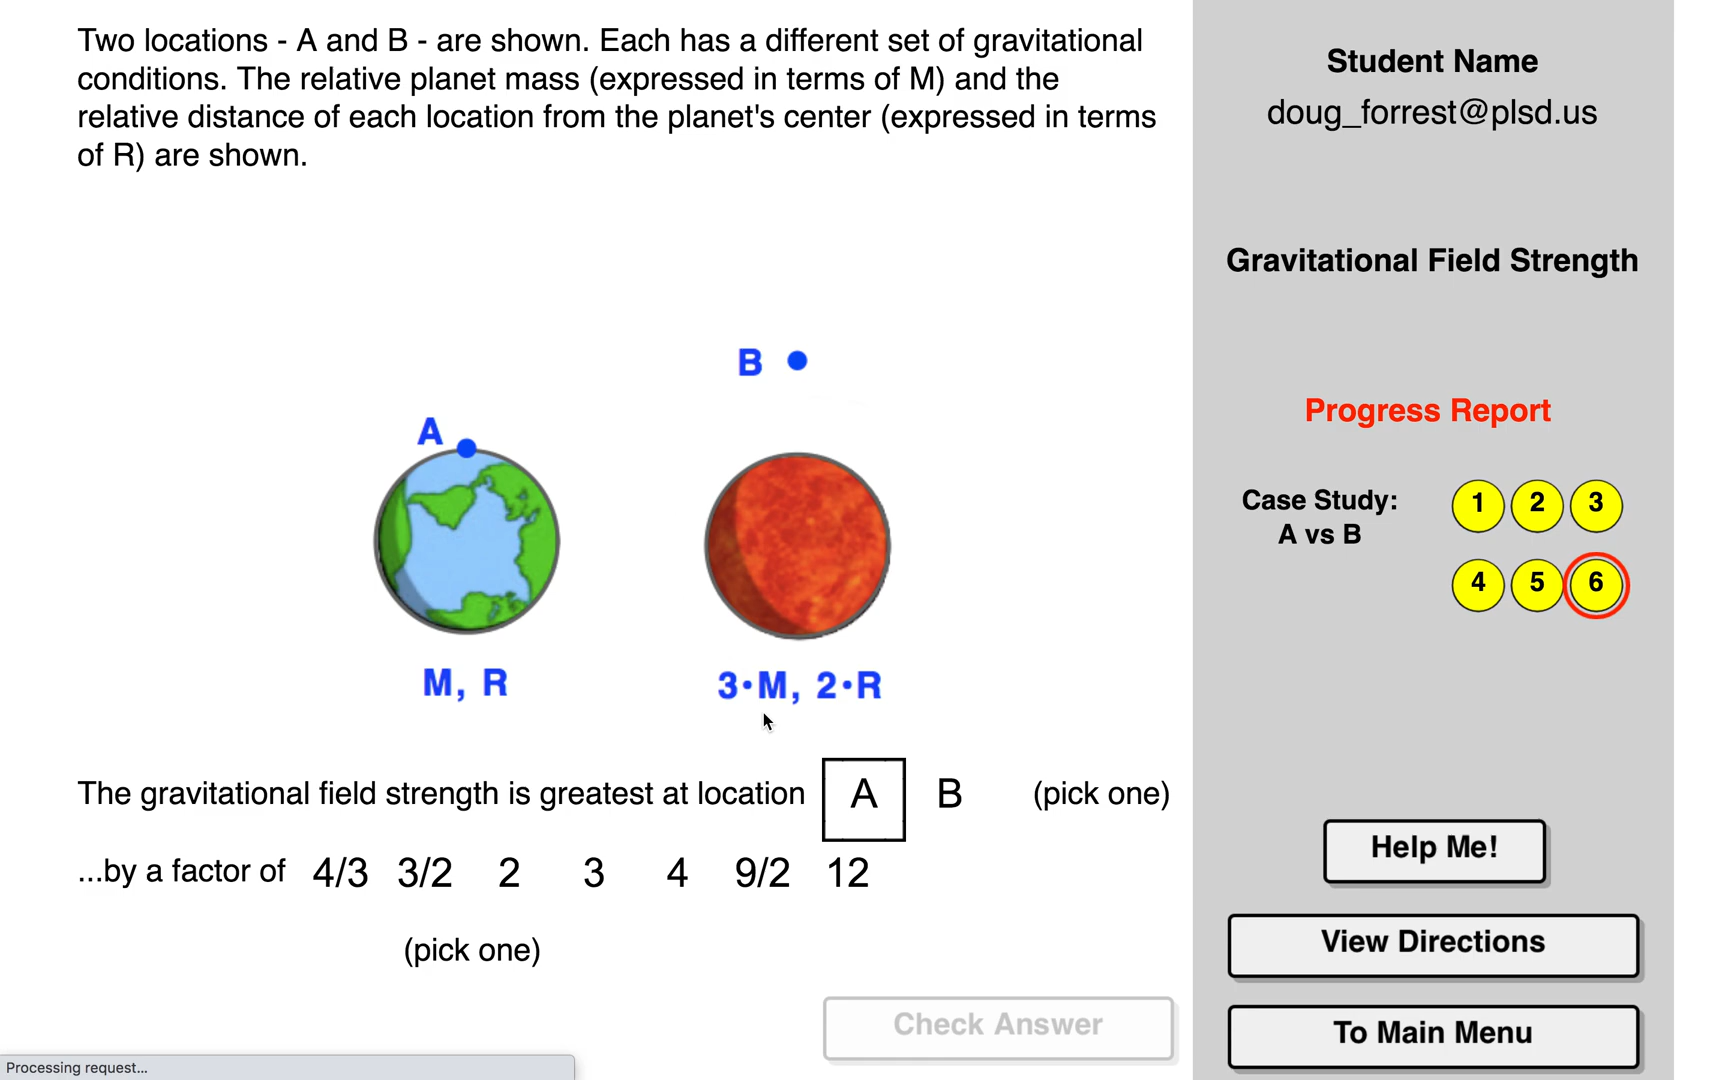 Two locations - A and B - are shown. Each has a different set of gravitational
conditions. The relative planet mass (expressed in terms of M) and the
relative distance of each location from the planet's center (expressed in terms
of R) are shown.
B
A
M, R
3•M, 2•R
The gravitational field strength is greatest at location A B (pick one)
...by a factor of 4/3 3/2 2 3 4 9/2 12
(pick one)
Check Answer
Processing request...
Student Name
doug_forrest@plsd.us
Gravitational Field Strength
Progress Report
Case Study:
A vs B
1 2 3
4 5 6
Help Me!
View Directions
To Main Menu